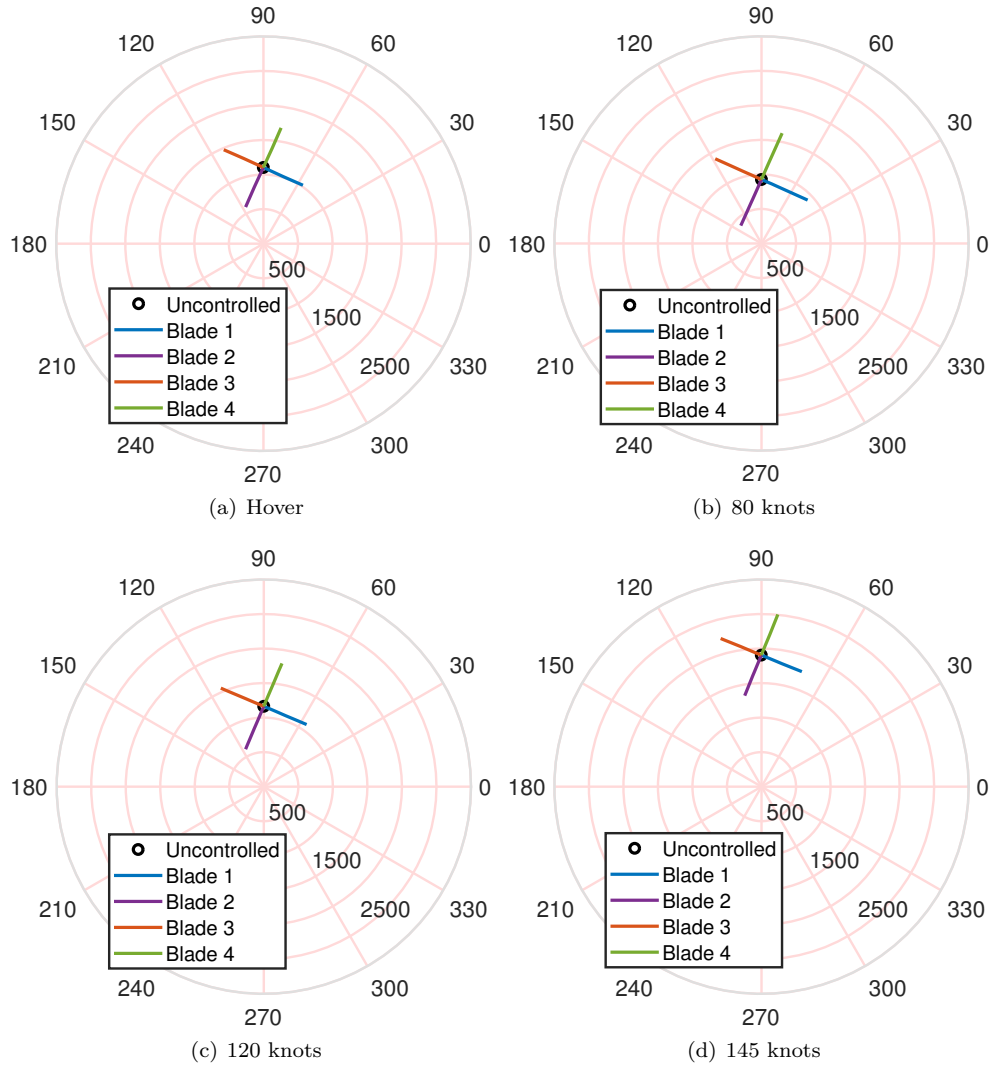 90
120
60
150
30
180
0
500
1500
2500
210
330
240
300
270
Uncontrolled
Blade 1
Blade 2
Blade 3
Blade 4
(a) Hover
90
120
60
150
30
180
0
500
1500
2500
210
330
240
300
270
Uncontrolled
Blade 1
Blade 2
Blade 3
Blade 4
(b) 80 knots
90
120
60
150
30
180
0
500
1500
2500
210
330
240
300
270
Uncontrolled
Blade 1
Blade 2
Blade 3
Blade 4
(c) 120 knots
90
120
60
150
30
180
0
500
1500
2500
210
330
240
300
270
Uncontrolled
Blade 1
Blade 2
Blade 3
Blade 4
(d) 145 knots